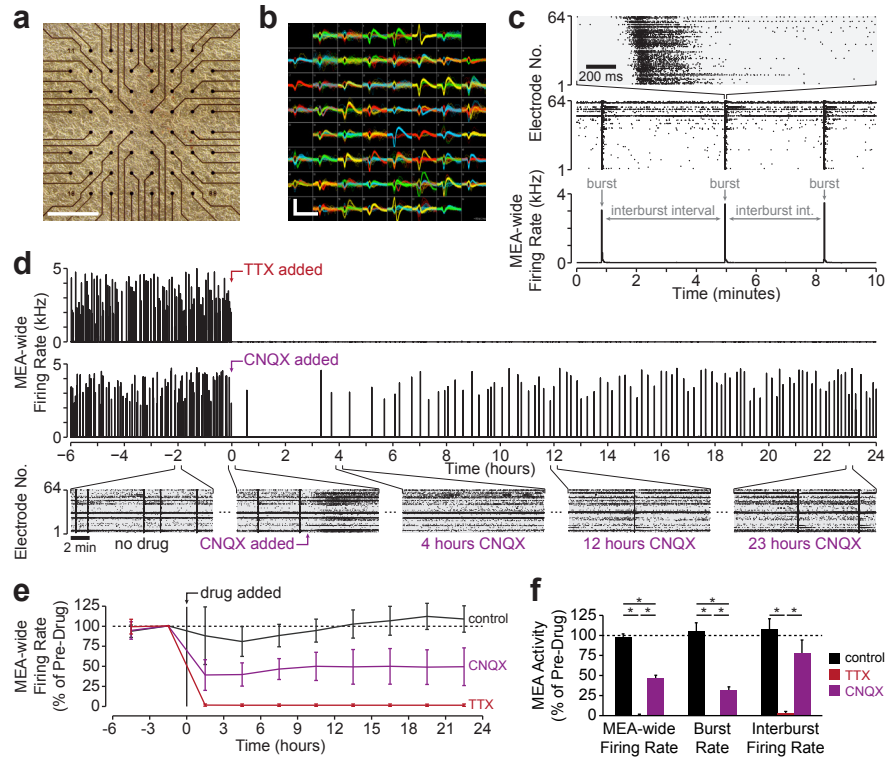 a
b
c
64
Electrode No.
1
200 ms
64
1
burst
burst
burst
interburst interval
interburst int.
MEA-wide
Firing Rate (kHz)
4
2
0
0 2 4 6 8 10
Time (minutes)
d
MEA-wide
Firing Rate (kHz)
5
0
TTX added
5
0
CNQX added
−6 −4 −2 0 2 4 6 8 10 12 14 16 18 20 22 24
Time (hours)
Electrode No.
64
1
2 min
no drug
CNQX added
4 hours CNQX
12 hours CNQX
23 hours CNQX
e
MEA-wide
Firing Rate
(% of Pre-Drug)
125
100
75
50
25
0
drug added
control
CNQX
TTX
-6 -3 0 3 6 9 12 15 18 21 24
Time (hours)
f
MEA Activity
(% of Pre-Drug)
125
100
75
50
25
0
* * *
* * *
* *
control
TTX
CNQX
MEA-wide
Firing Rate
Burst
Rate
Interburst
Firing Rate